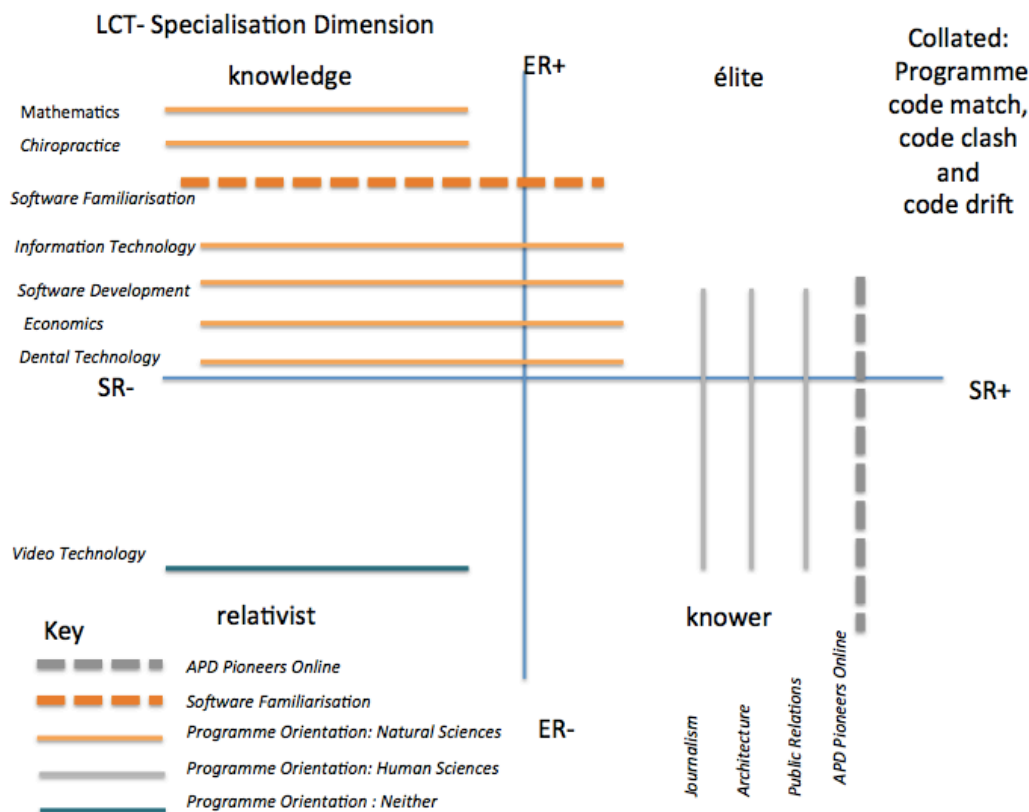 LCT- Specialisation Dimension
Collated:
Programme
code match,
code clash
and
code drift
knowledge
ER+
élite
Mathematics
Chiropractice
Software Familiarisation
Information Technology
Software Development
Economics
Dental Technology
SR-
SR+
Video Technology
relativist
knower
Key
APD Pioneers Online
Software Familiarisation
Programme Orientation: Natural Sciences
Programme Orientation: Human Sciences
Programme Orientation : Neither
ER-
Journalism
Architecture
Public Relations
APD Pioneers Online